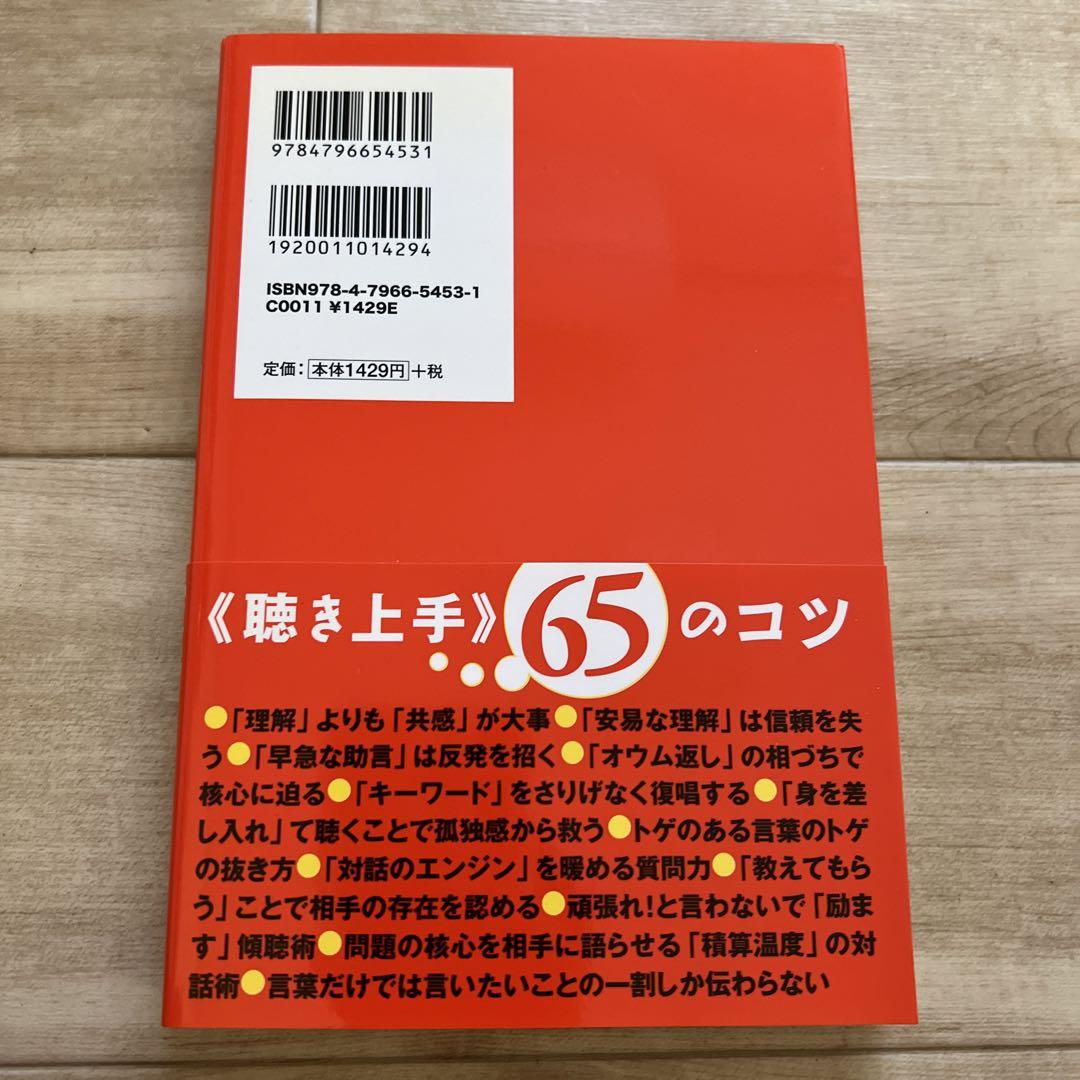 9784796654531
1920011014294
ISBN978-4-7966-5453-1
C0011 ¥1429E
定価：本体1429円+税
《聴き上手》65のコツ
●「理解」よりも「共感」が大事●「安易な理解」は信頼を失
う●「早急な助言」は反発を招く●「オウム返し」の相づちで
核心に迫る●「キーワード」をさりげなく復唱する●「身を差
し入れ」て聴くことで孤独感から救う●トゲのある言葉のトゲ
の抜き方●「対話のエンジン」を暖める質問力●「教えてもら
う」ことで相手の存在を認める●頑張れ！と言わないで「励ま
す」傾聴術●問題の核心を相手に語らせる「積算温度」の対
話術●言葉だけでは言いたいことの一割しか伝わらない